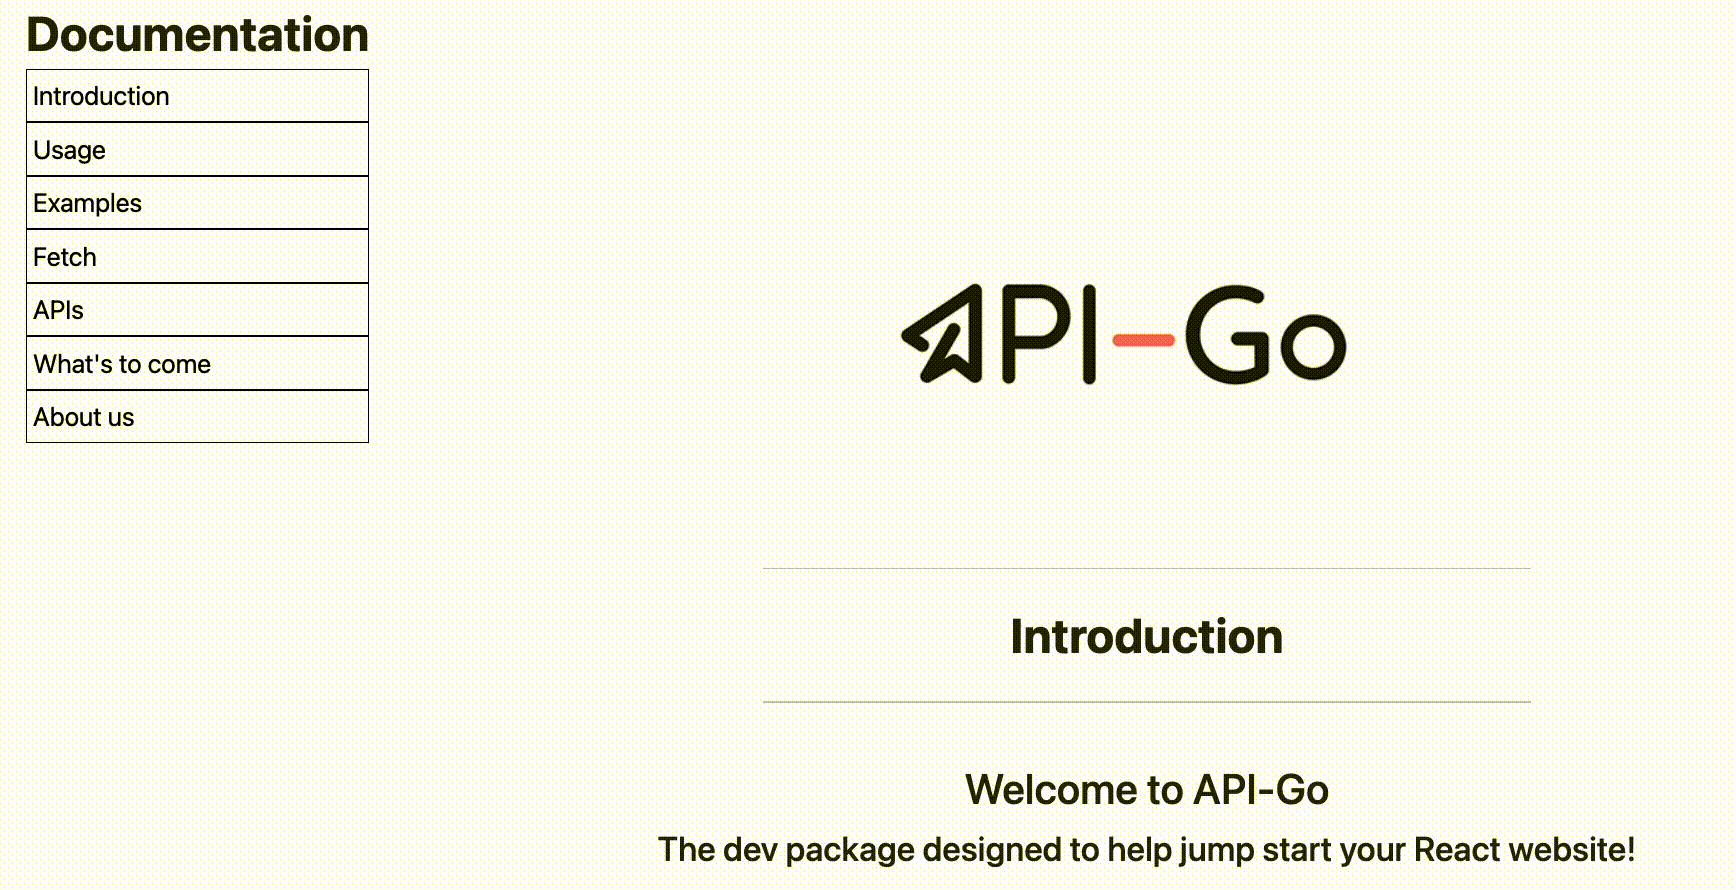 Documentation
Introduction
Usage
Examples
Fetch
APIs
What's to come
About us
API-Go
Introduction
Welcome to API-Go
The dev package designed to help jump start your React website!